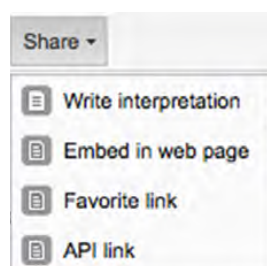 Share
Write interpretation
Embed in web page
Favorite link
API link